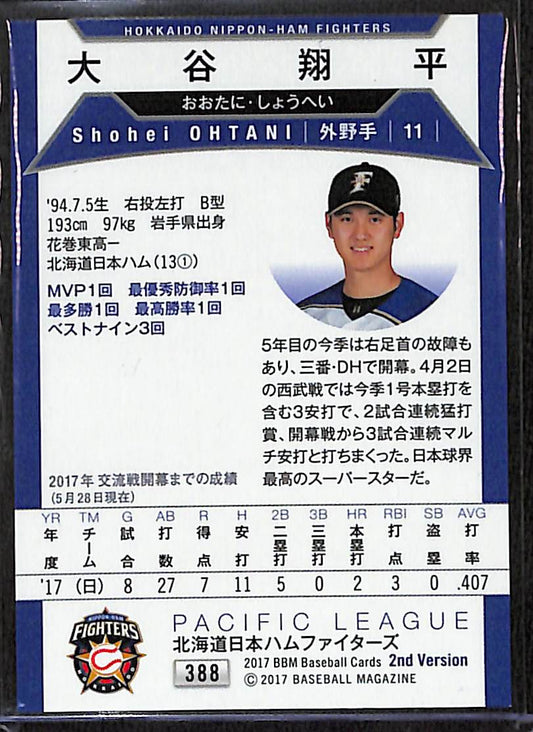 HOKKAIDO NIPPON-HAM FIGHTERS
大谷翔平
おおたに・しょうへい
Shohei OHTANI | 外野手 | 11 |
'94.7.5生 右投左打 B型
193cm 97kg 岩手県出身
花巻東高ー
北海道日本ハム(13①)
MVP1回 最優秀防御率1回
最多勝1回 最高勝率1回
ベストナイン3回
5年目の今季は右足首の故障も
あり、三番・DHで開幕。4月2日
の西武戦では今季1号本塁打を
含む3安打で、2試合連続猛打
賞、開幕戦から3試合連続マル
チ安打と打ちまくった。日本球界
最高のスーパースターだ。
2017年 交流戦開幕までの成績
(5月28日現在)
YR TM G AB R H 2B 3B HR RBI SB AVG
年度 チーム 試合 打数 得点 安打 二塁打 三塁打 本塁打 打点 盗塁 打率
'17 (日) 8 27 7 11 5 0 2 3 0 .407
NIPPON-HAM
FIGHTERS
HOKKAIDO
PACIFIC LEAGUE
北海道日本ハムファイターズ
388
2017 BBM Baseball Cards 2nd Version
© 2017 BASEBALL MAGAZINE